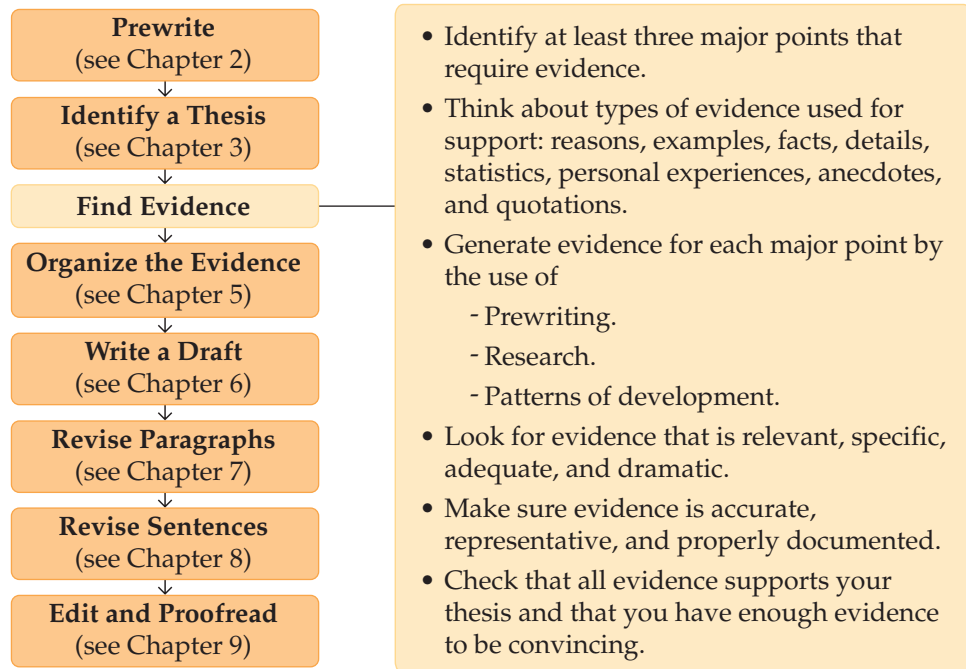 Prewrite
(see Chapter 2)
Identify a Thesis
(see Chapter 3)
Find Evidence
Organize the Evidence
(see Chapter 5)
Write a Draft
(see Chapter 6)
Revise Paragraphs
(see Chapter 7)
Revise Sentences
(see Chapter 8)
Edit and Proofread
(see Chapter 9)
• Identify at least three major points that
require evidence.
• Think about types of evidence used for
support: reasons, examples, facts, details,
statistics, personal experiences, anecdotes,
and quotations.
• Generate evidence for each major point by
the use of
- Prewriting.
- Research.
- Patterns of development.
• Look for evidence that is relevant, specific,
adequate, and dramatic.
• Make sure evidence is accurate,
representative, and properly documented.
• Check that all evidence supports your
thesis and that you have enough evidence
to be convincing.